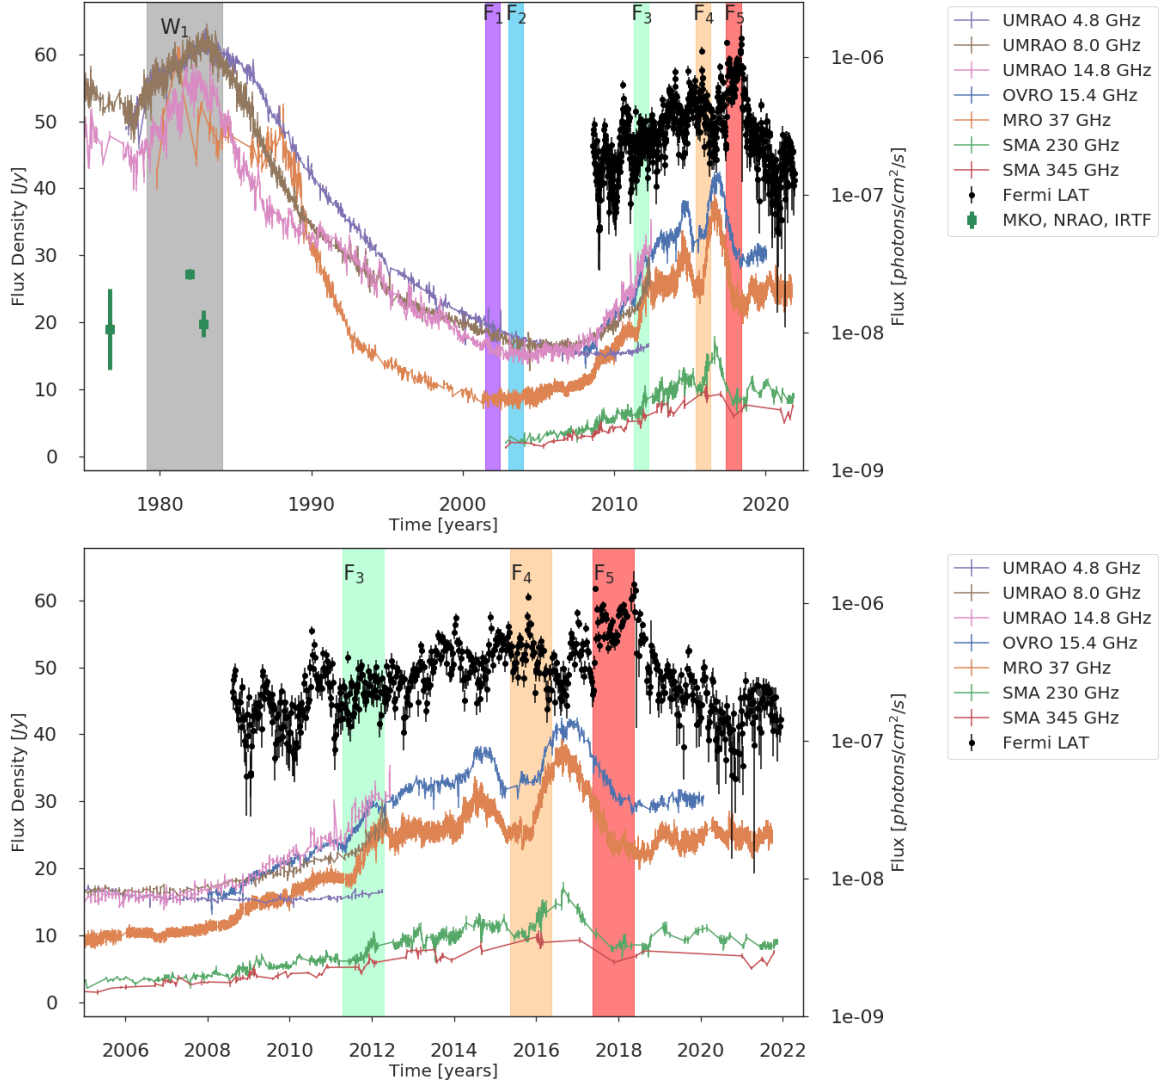 W₁
F₁
F₂
F₃
F₄
F₅
60
50
40
30
20
10
0
Flux Density [Jy]
1e-06
1e-07
1e-08
1e-09
Flux [photons/cm²/s]
1980
1990
2000
2010
2020
Time [years]
UMRAO 4.8 GHz
UMRAO 8.0 GHz
UMRAO 14.8 GHz
OVRO 15.4 GHz
MRO 37 GHz
SMA 230 GHz
SMA 345 GHz
Fermi LAT
MKO, NRAO, IRTF
F₃
F₄
F₅
60
50
40
30
20
10
0
Flux Density [Jy]
1e-06
1e-07
1e-08
1e-09
Flux [photons/cm²/s]
2006
2008
2010
2012
2014
2016
2018
2020
2022
Time [years]
UMRAO 4.8 GHz
UMRAO 8.0 GHz
UMRAO 14.8 GHz
OVRO 15.4 GHz
MRO 37 GHz
SMA 230 GHz
SMA 345 GHz
Fermi LAT